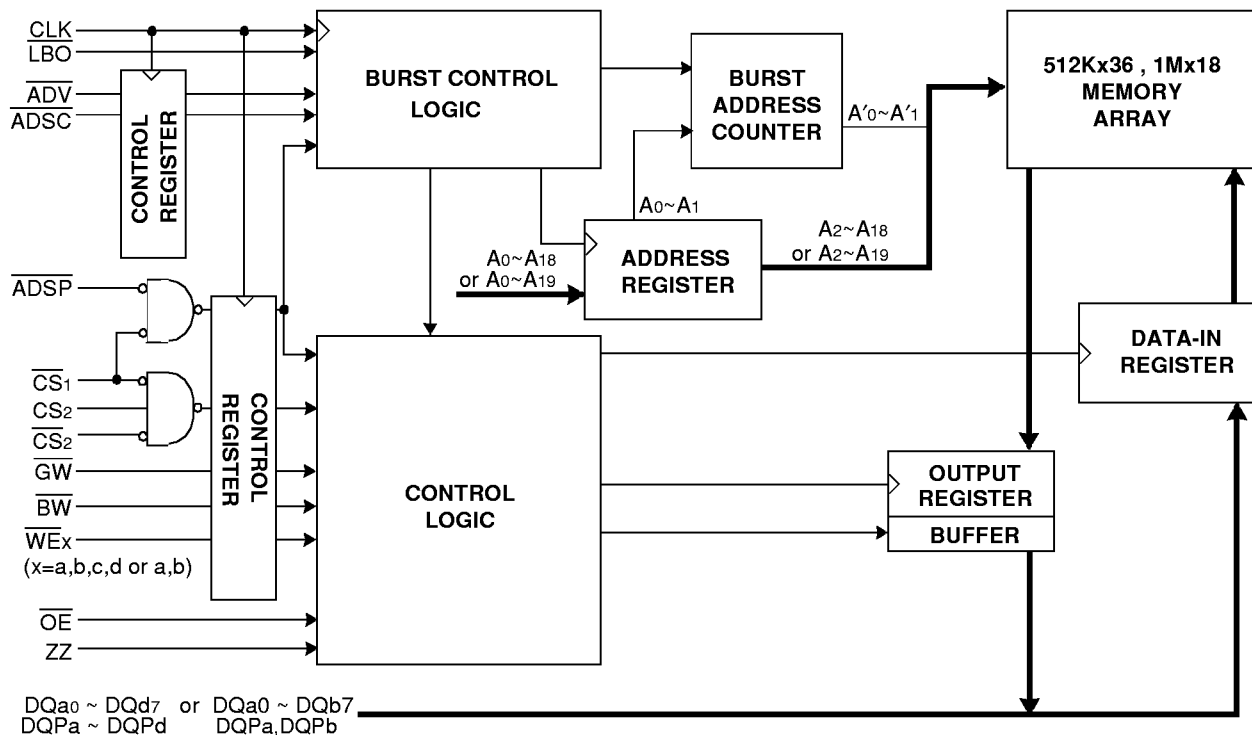 CLK
LBO
ADV
ADSC
CONTROL
REGISTER
BURST CONTROL
LOGIC
BURST
ADDRESS
COUNTER
A′0~A′1
512Kx36 , 1Mx18
MEMORY
ARRAY
A0~A1
A0~A18
or A0~A19
ADDRESS
REGISTER
A2~A18
or A2~A19
ADSP
CS1
CS2
CS2
GW
BW
WEx
(x=a,b,c,d or a,b)
OE
ZZ
CONTROL
REGISTER
CONTROL
LOGIC
DATA-IN
REGISTER
OUTPUT
REGISTER
BUFFER
DQa0 ~ DQd7 or DQa0 ~ DQb7
DQPa ~ DQPd DQPa,DQPb